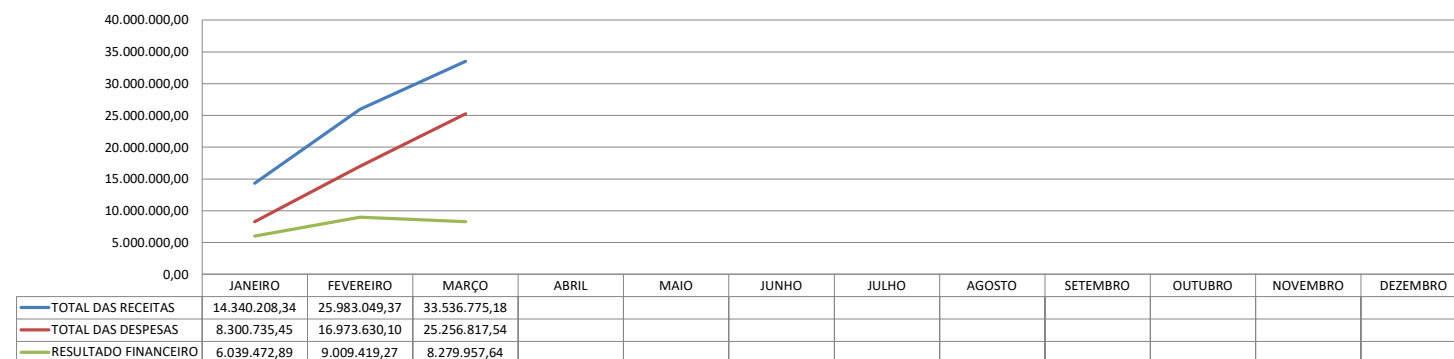 40.000.000,00
35.000.000,00
30.000.000,00
25.000.000,00
20.000.000,00
15.000.000,00
10.000.000,00
5.000.000,00
0,00
JANEIRO FEVEREIRO MARÇO ABRIL MAIO JUNHO JULHO AGOSTO SETEMBRO OUTUBRO NOVEMBRO DEZEMBRO
TOTAL DAS RECEITAS 14.340.208,34 25.983.049,37 33.536.775,18
TOTAL DAS DESPESAS 8.300.735,45 16.973.630,10 25.256.817,54
RESULTADO FINANCEIRO 6.039.472,89 9.009.419,27 8.279.957,64